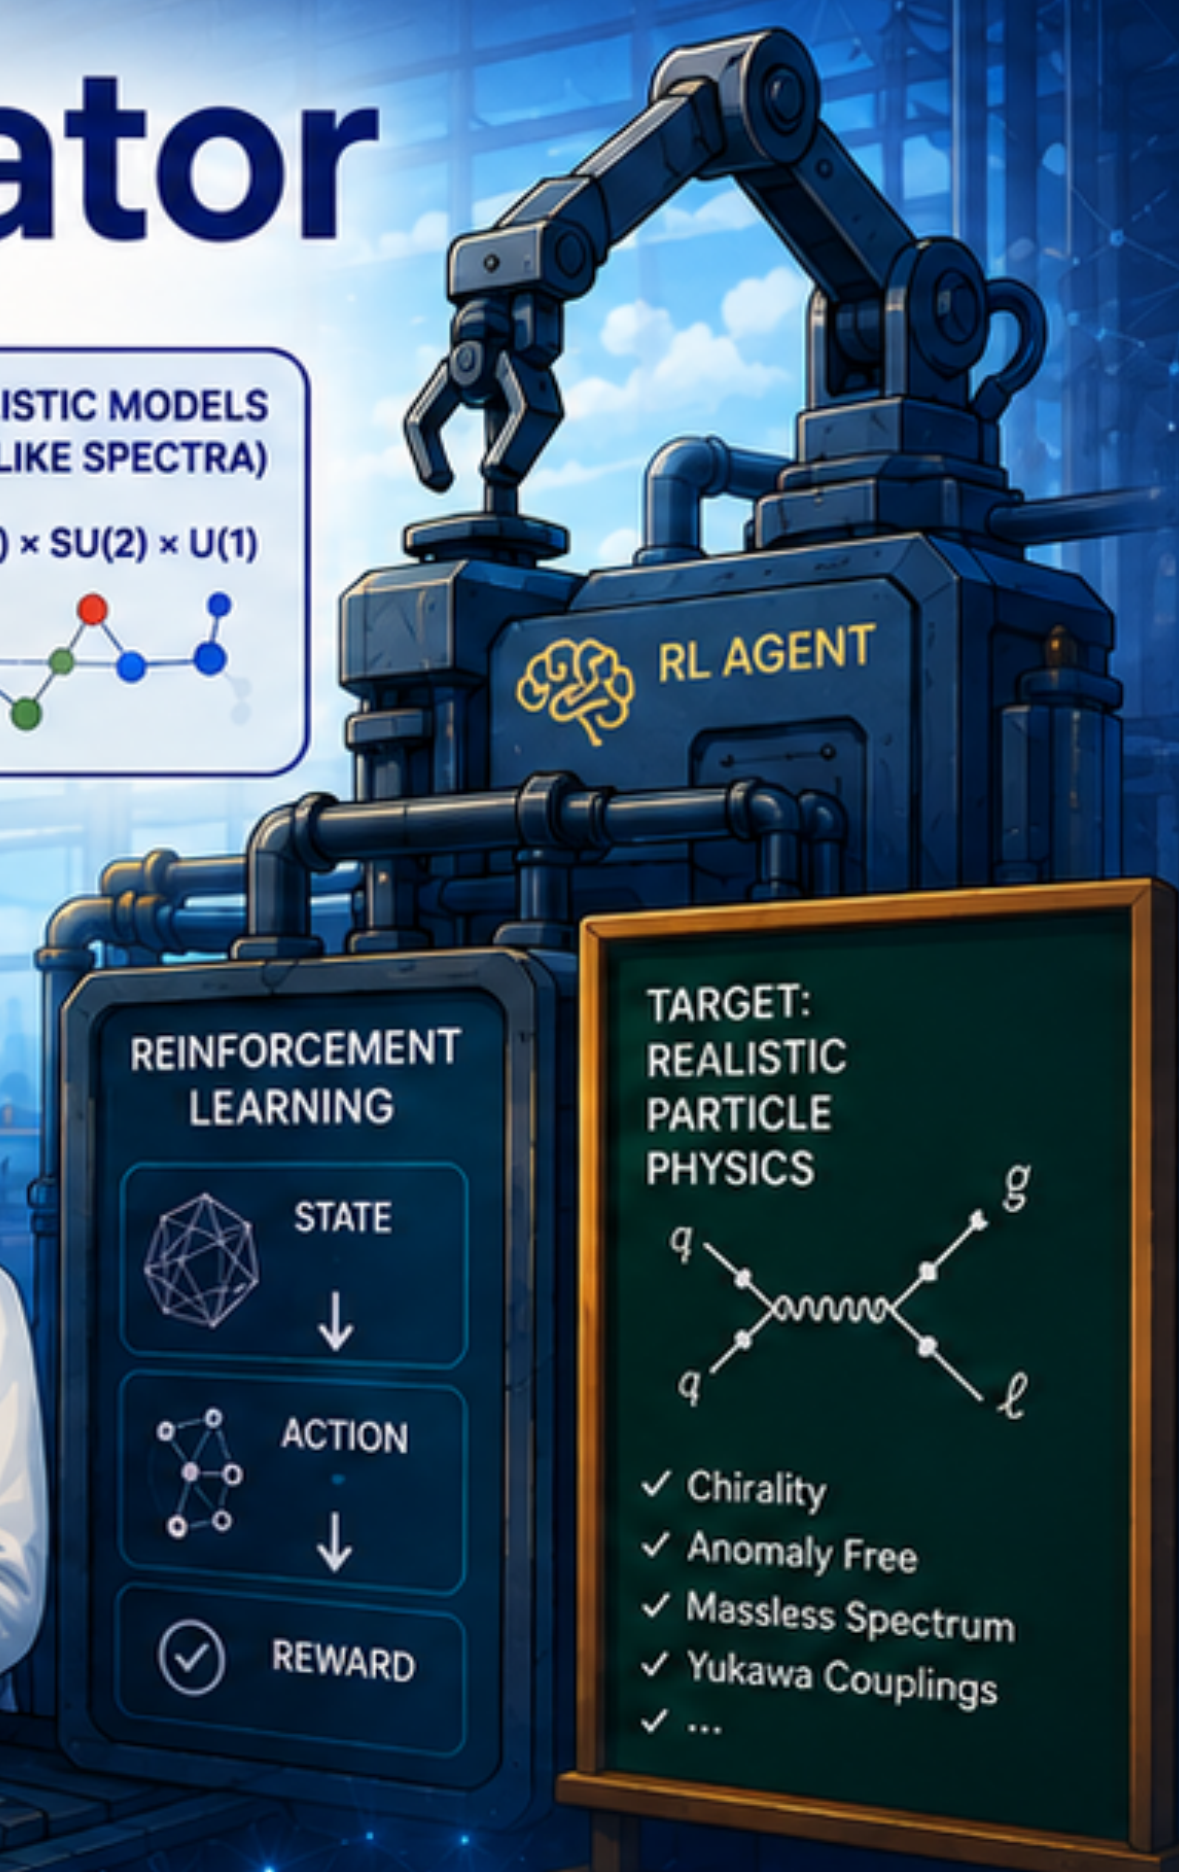 ator
ISTIC MODELS
LIKE SPECTRA)
) × SU(2) × U(1)
RL AGENT
REINFORCEMENT
LEARNING
STATE
ACTION
REWARD
TARGET:
REALISTIC
PARTICLE
PHYSICS
g
q
q
ℓ
✓ Chirality
✓ Anomaly Free
✓ Massless Spectrum
✓ Yukawa Couplings
✓ ...